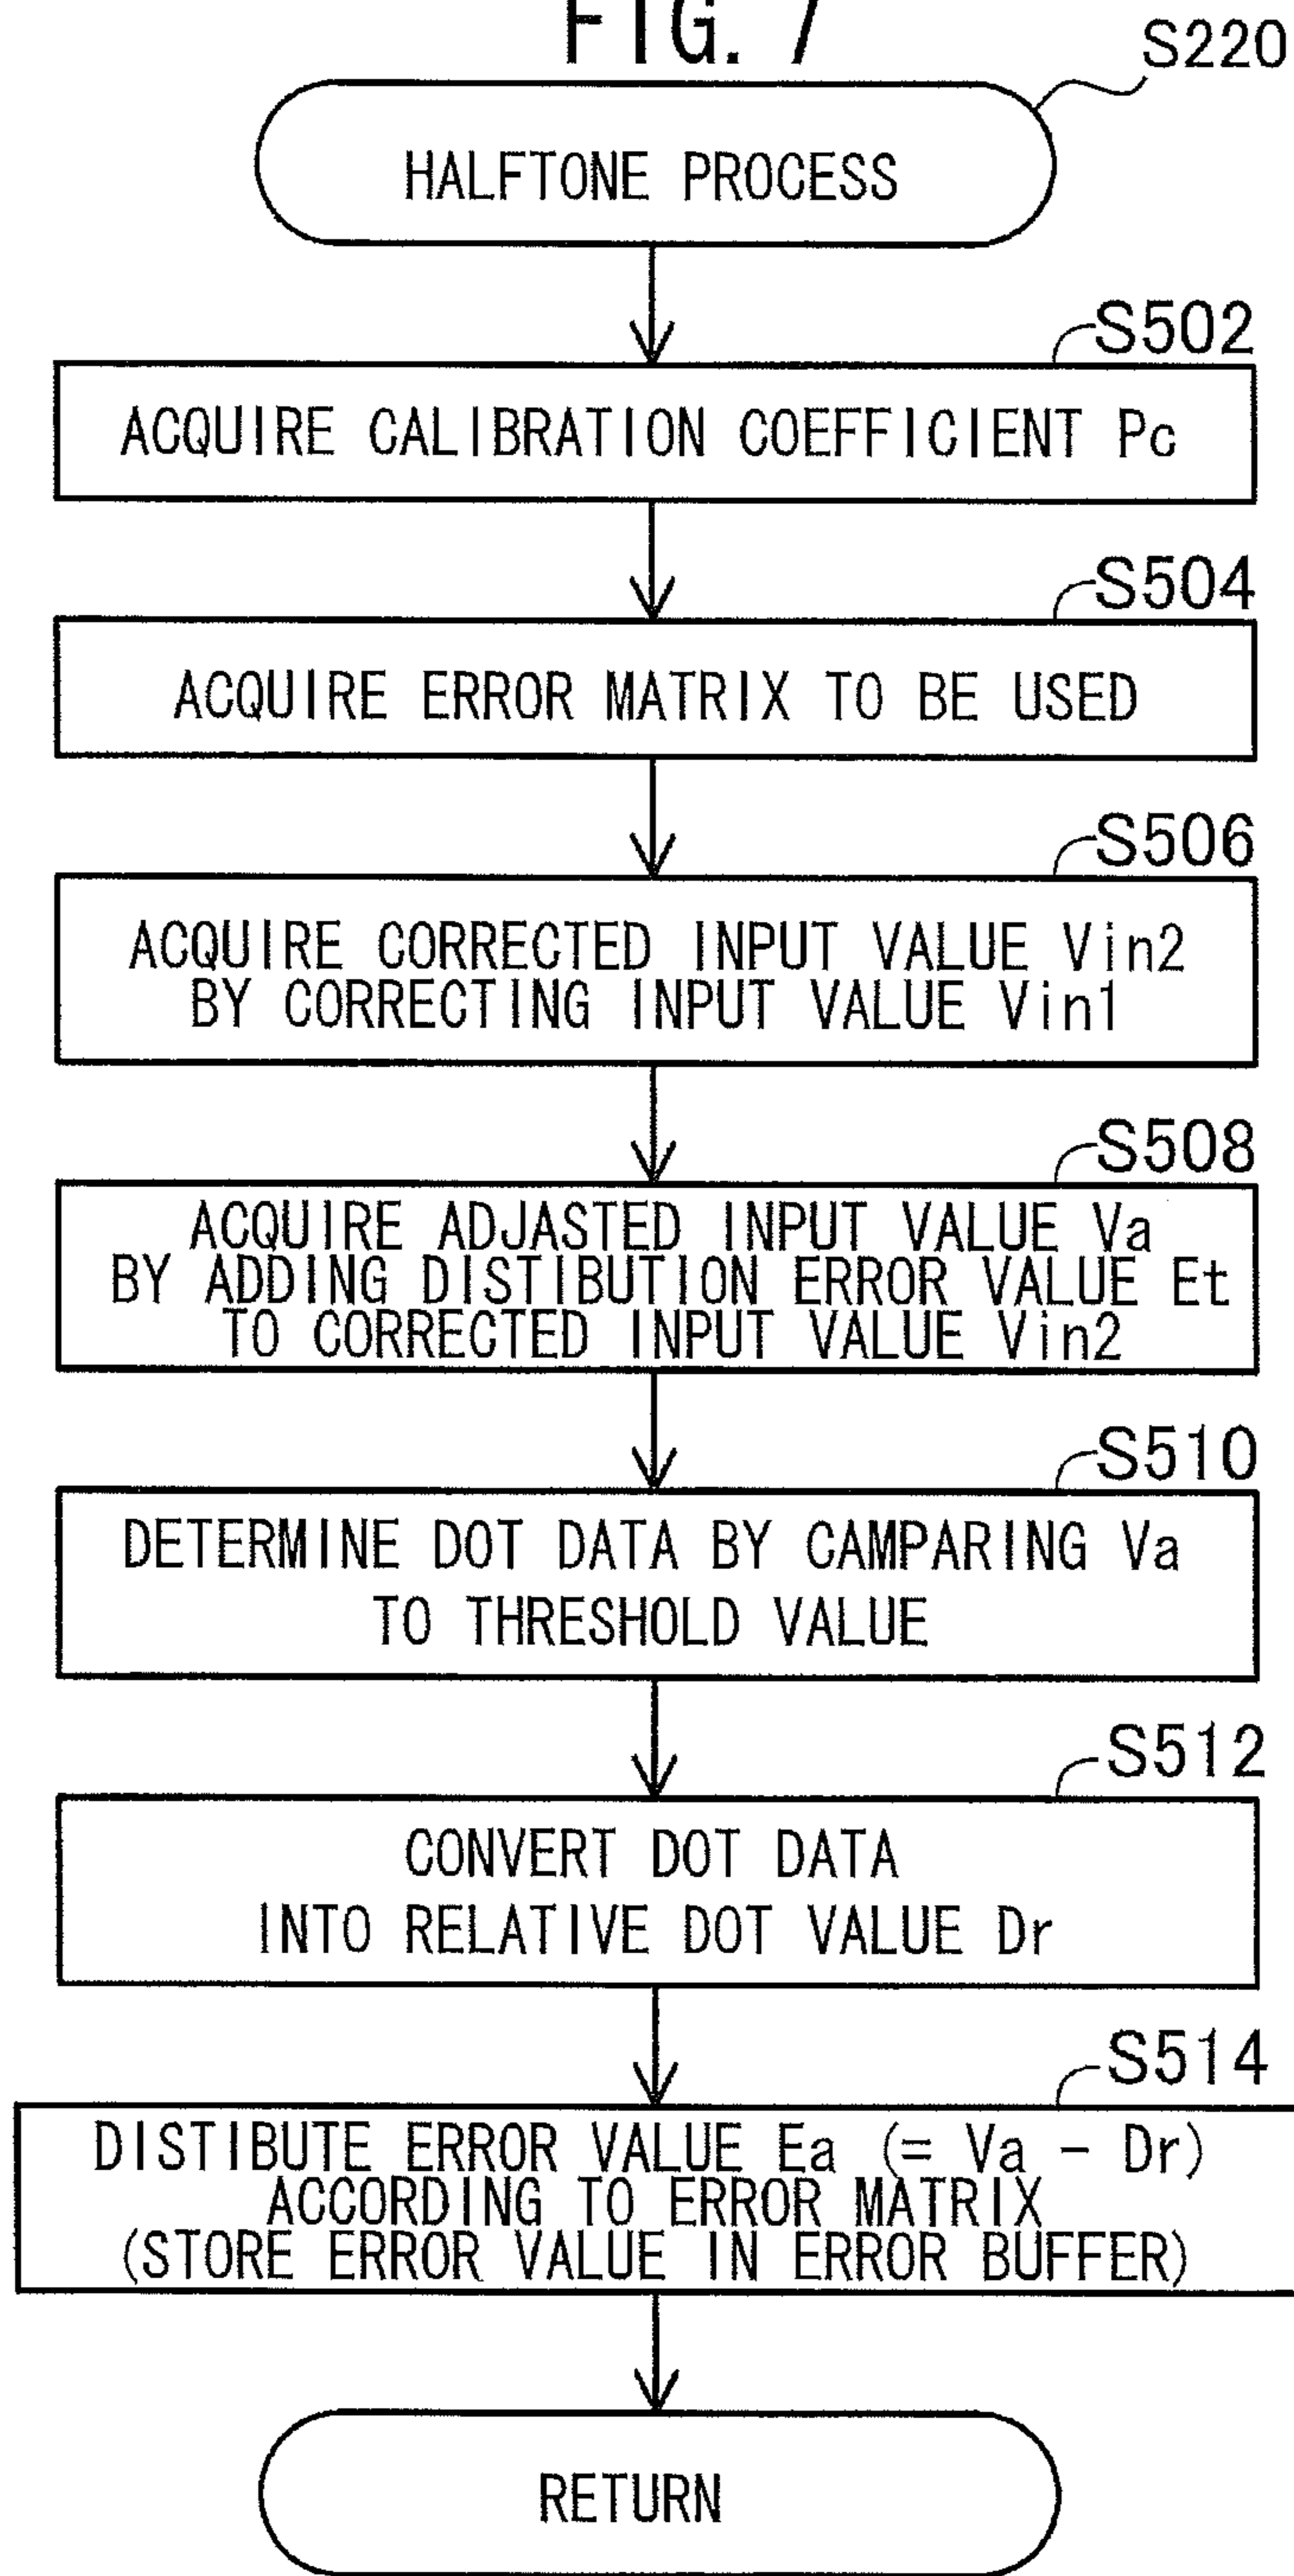 FIG. 7
S220
HALFTONE PROCESS
S502
ACQUIRE CALIBRATION COEFFICIENT Pc
S504
ACQUIRE ERROR MATRIX TO BE USED
S506
ACQUIRE CORRECTED INPUT VALUE Vin2
BY CORRECTING INPUT VALUE Vin1
S508
ACQUIRE ADJASTED INPUT VALUE Va
BY ADDING DISTIBUTION ERROR VALUE Et
TO CORRECTED INPUT VALUE Vin2
S510
DETERMINE DOT DATA BY CAMPARING Va
TO THRESHOLD VALUE
S512
CONVERT DOT DATA
INTO RELATIVE DOT VALUE Dr
S514
DISTIBUTE ERROR VALUE Ea (= Va - Dr)
ACCORDING TO ERROR MATRIX
(STORE ERROR VALUE IN ERROR BUFFER)
RETURN